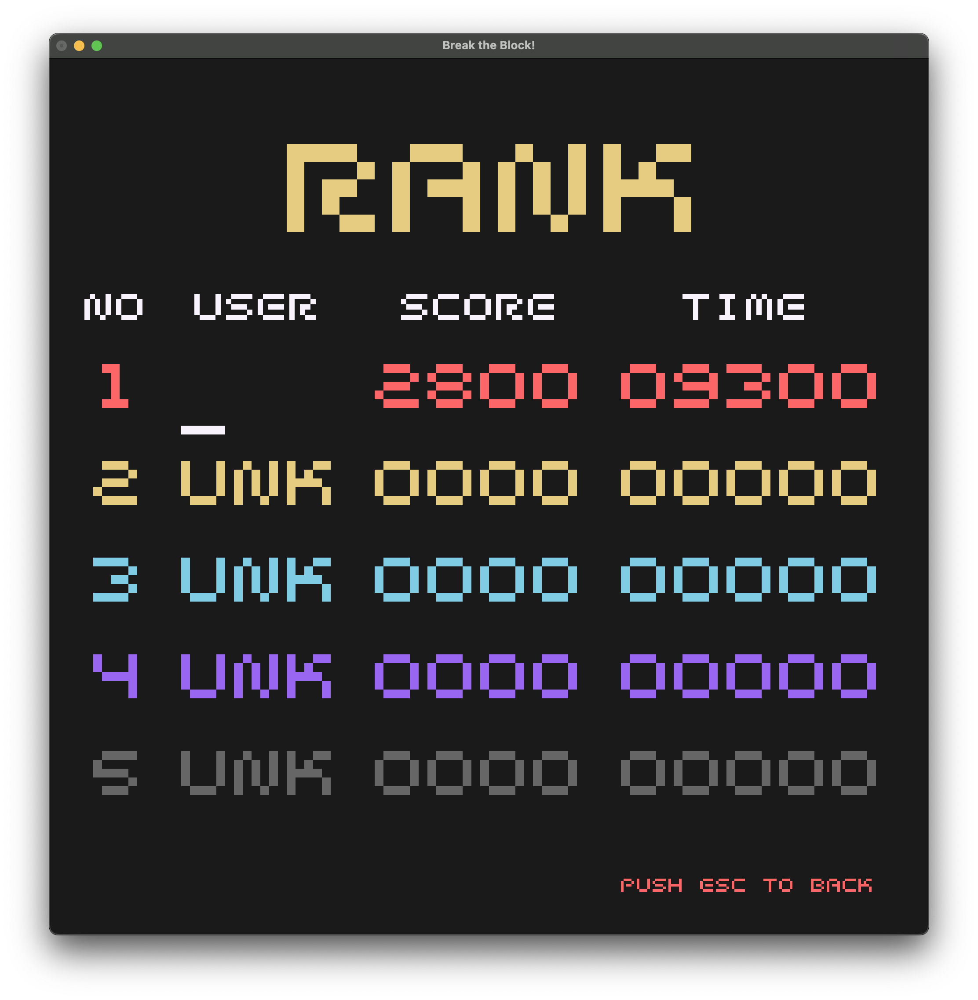 Break the Block!
RANK
NO USER SCORE TIME
1 _ 2800 09300
2 UNK 0000 00000
3 UNK 0000 00000
4 UNK 0000 00000
5 UNK 0000 00000
PUSH ESC TO BACK